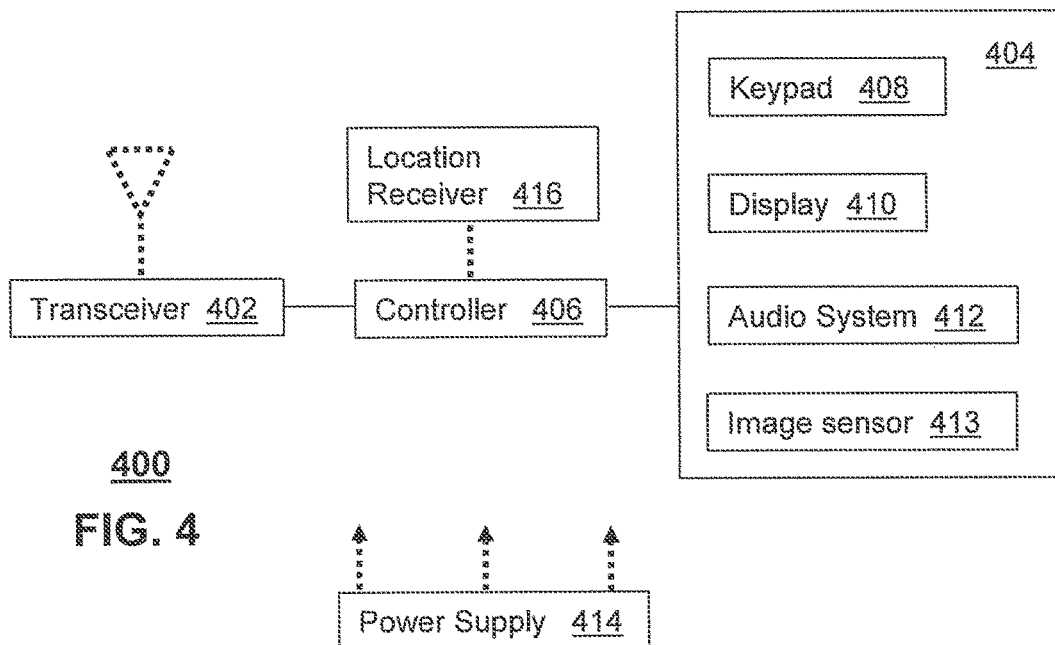 404
Keypad 408
Location
Receiver 416
Display 410
Transceiver 402
Controller 406
Audio System 412
Image sensor 413
400
FIG. 4
Power Supply 414